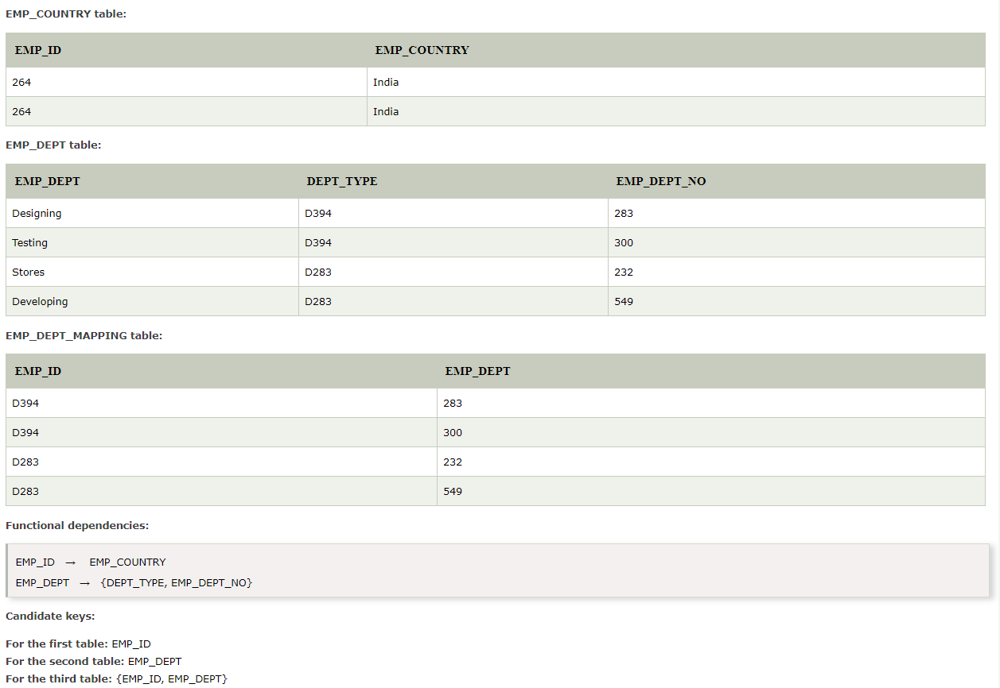 EMP_COUNTRY table:
EMP_ID EMP_COUNTRY
264 India
264 India
EMP_DEPT table:
EMP_DEPT DEPT_TYPE EMP_DEPT_NO
Designing D394 283
Testing D394 300
Stores D283 232
Developing D283 549
EMP_DEPT_MAPPING table:
EMP_ID EMP_DEPT
D394 283
D394 300
D283 232
D283 549
Functional dependencies:
EMP_ID → EMP_COUNTRY
EMP_DEPT → {DEPT_TYPE, EMP_DEPT_NO}
Candidate keys:
For the first table: EMP_ID
For the second table: EMP_DEPT
For the third table: {EMP_ID, EMP_DEPT}